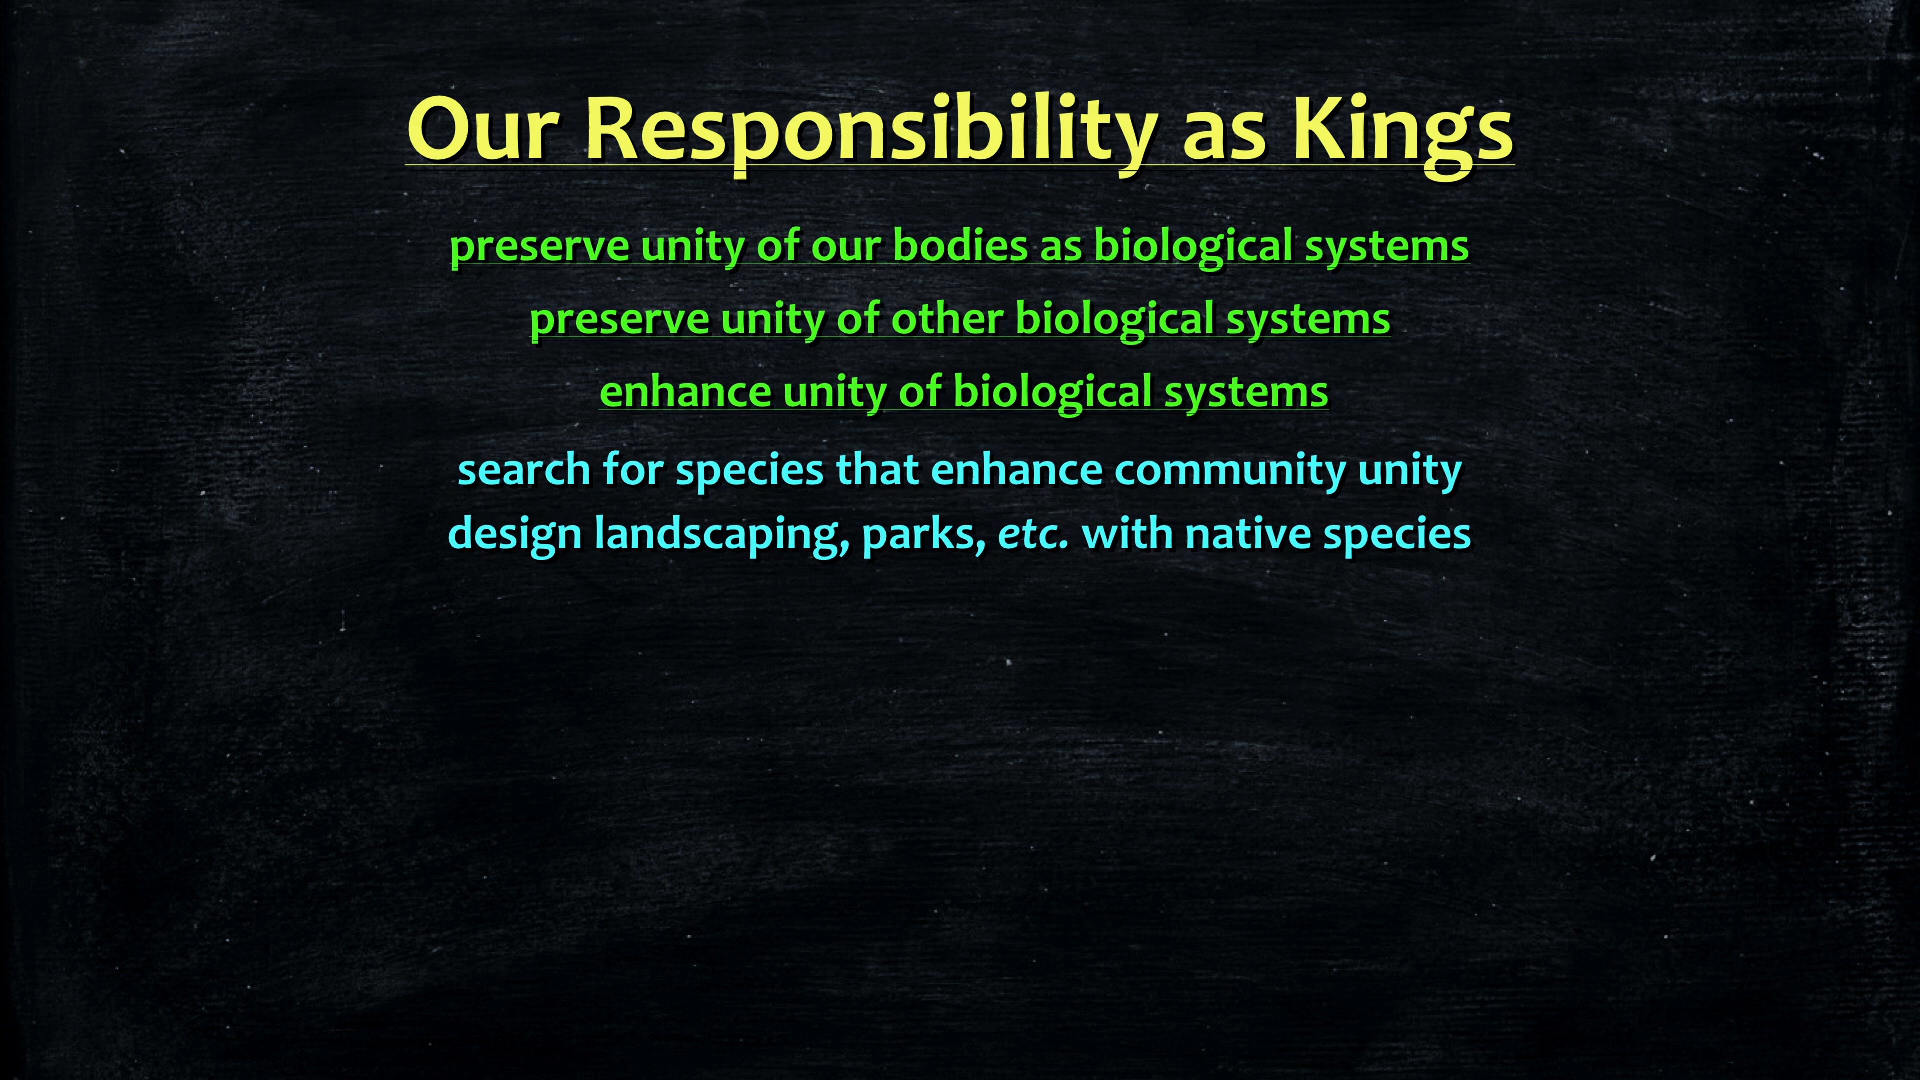 Our Responsibility as Kings
preserve unity of our bodies as biological systems
preserve unity of other biological systems
enhance unity of biological systems
search for species that enhance community unity
design landscaping, parks, etc. with native species